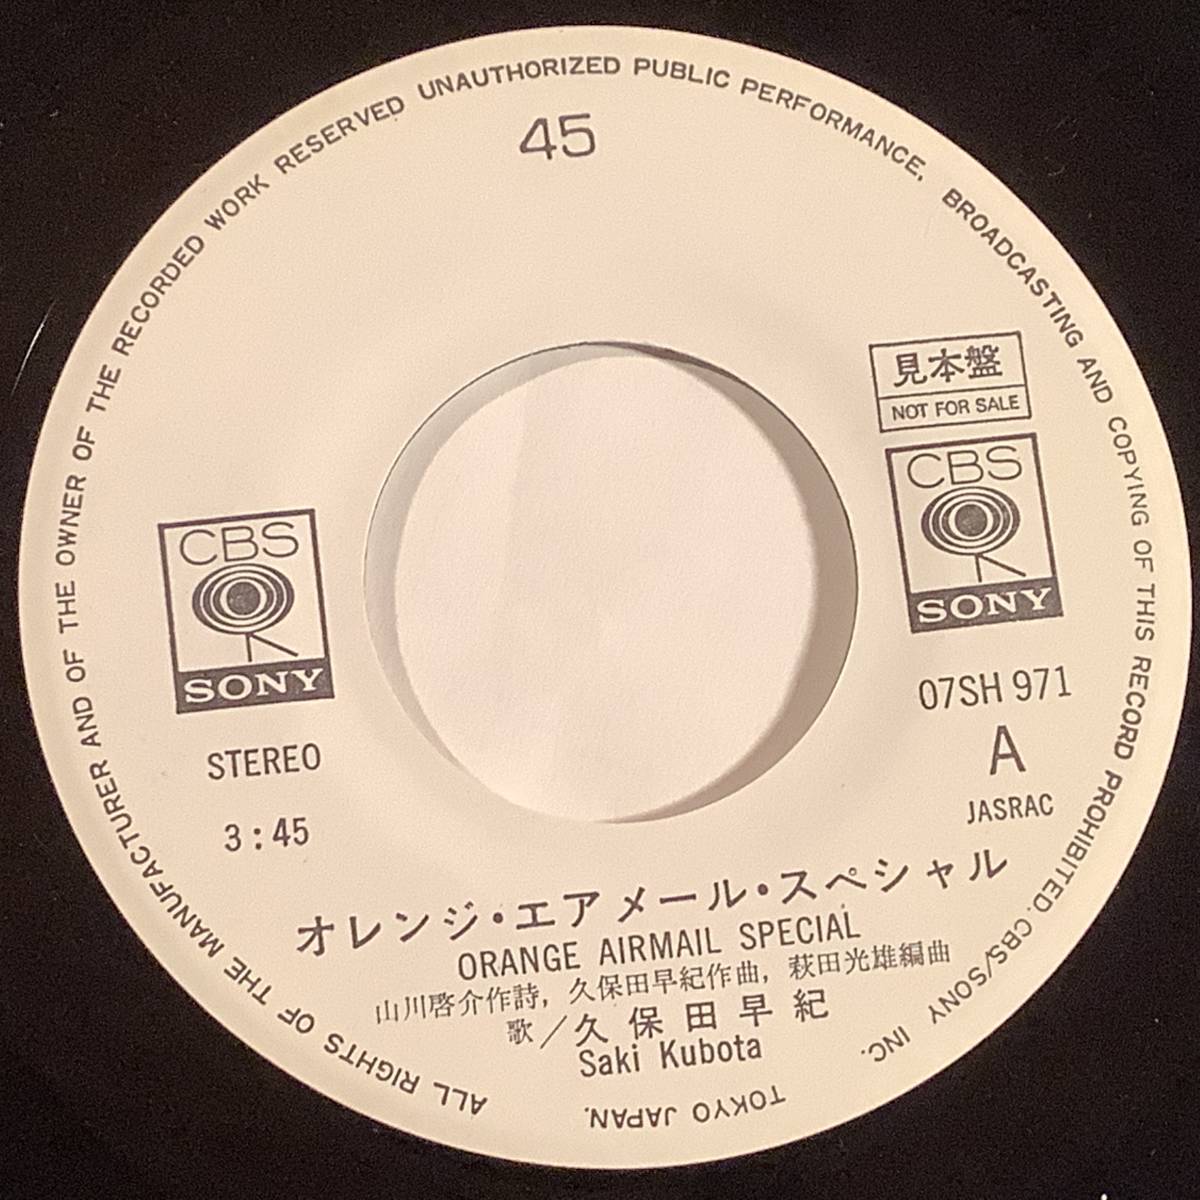 ALL RIGHTS OF THE MANUFACTURER AND OF THE OWNER OF THE RECORDED WORK RESERVED UNAUTHORIZED PUBLIC PERFORMANCE, BROADCASTING AND COPYING OF THIS RECORD PROHIBITED. CBS/SONY INC. TOKYO JAPAN.
45
見本盤
NOT FOR SALE
CBS
SONY
CBS
SONY
STEREO
3:45
07SH 971
A
JASRAC
オレンジ・エアメール・スペシャル
ORANGE AIRMAIL SPECIAL
山川啓介作詩, 久保田早紀作曲, 萩田光雄編曲
歌/久保田早紀
Saki Kubota